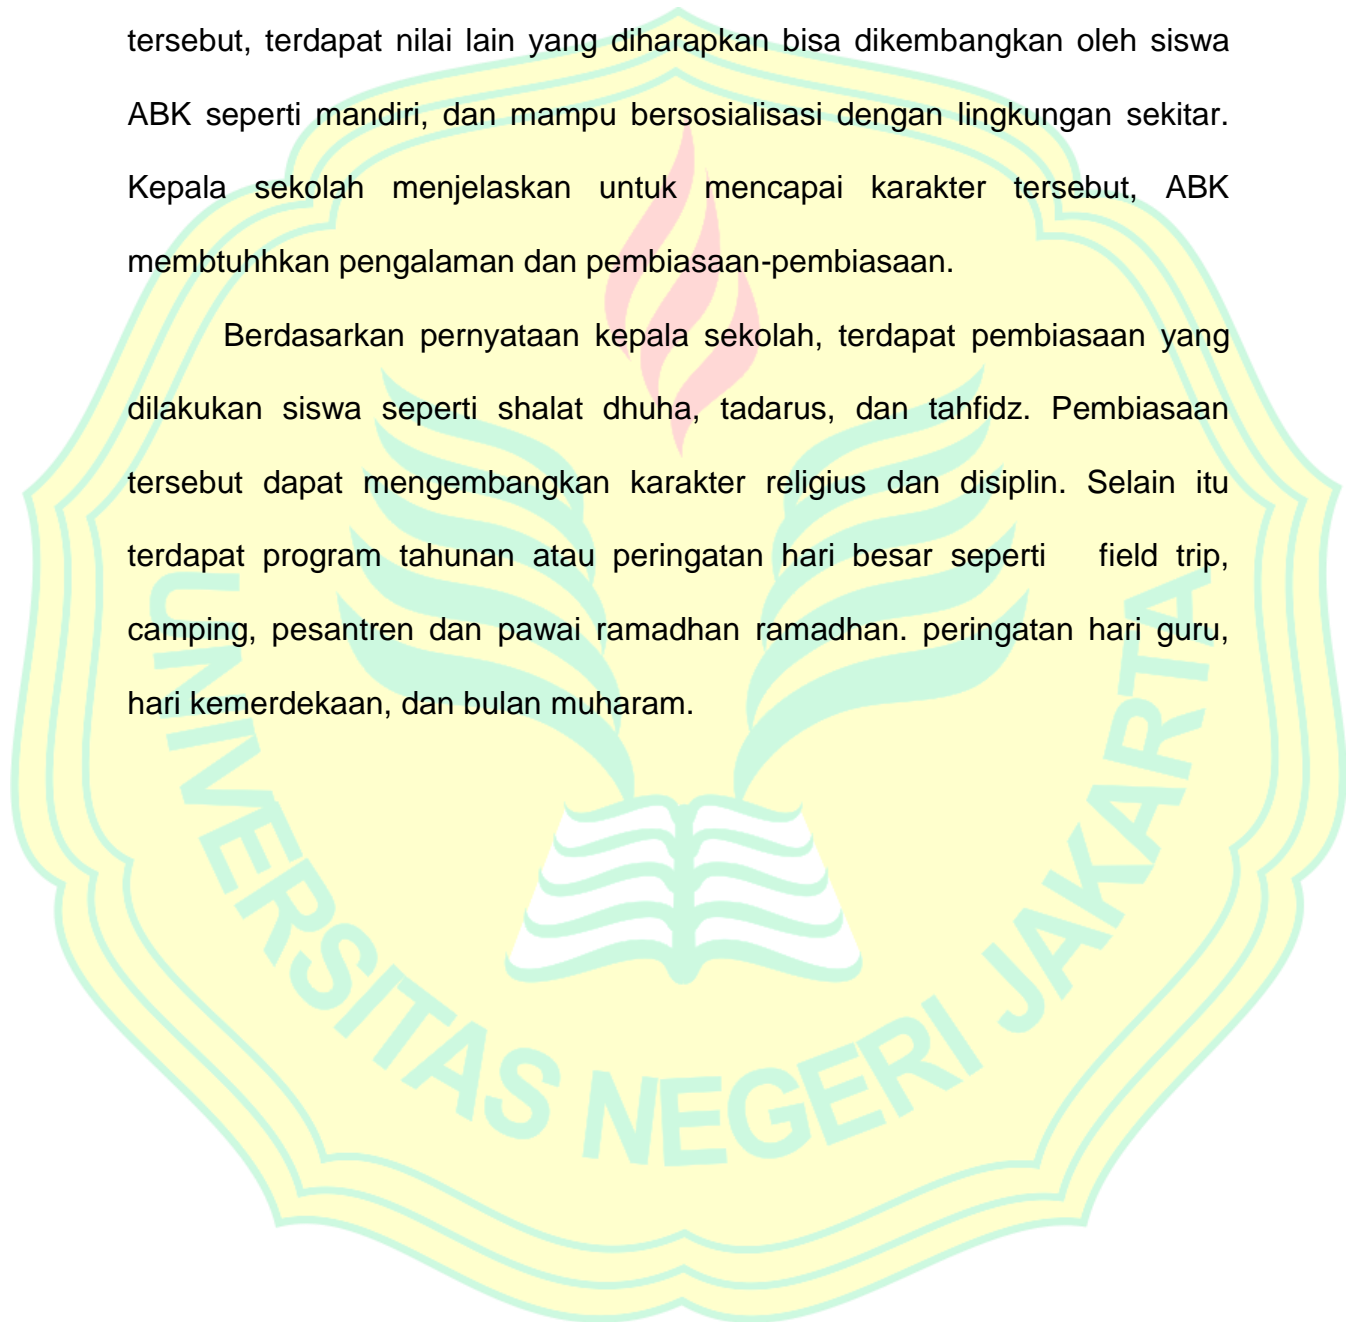 tersebut, terdapat nilai lain yang diharapkan bisa dikembangkan oleh siswa
ABK seperti mandiri, dan mampu bersosialisasi dengan lingkungan sekitar.
Kepala sekolah menjelaskan untuk mencapai karakter tersebut, ABK
membtuhhkan pengalaman dan pembiasaan-pembiasaan.
Berdasarkan pernyataan kepala sekolah, terdapat pembiasaan yang
dilakukan siswa seperti shalat dhuha, tadarus, dan tahfidz. Pembiasaan
tersebut dapat mengembangkan karakter religius dan disiplin. Selain itu
terdapat program tahunan atau peringatan hari besar seperti field trip,
camping, pesantren dan pawai ramadhan ramadhan. peringatan hari guru,
hari kemerdekaan, dan bulan muharam.
UNIVERSITAS NEGERI JAKARTA